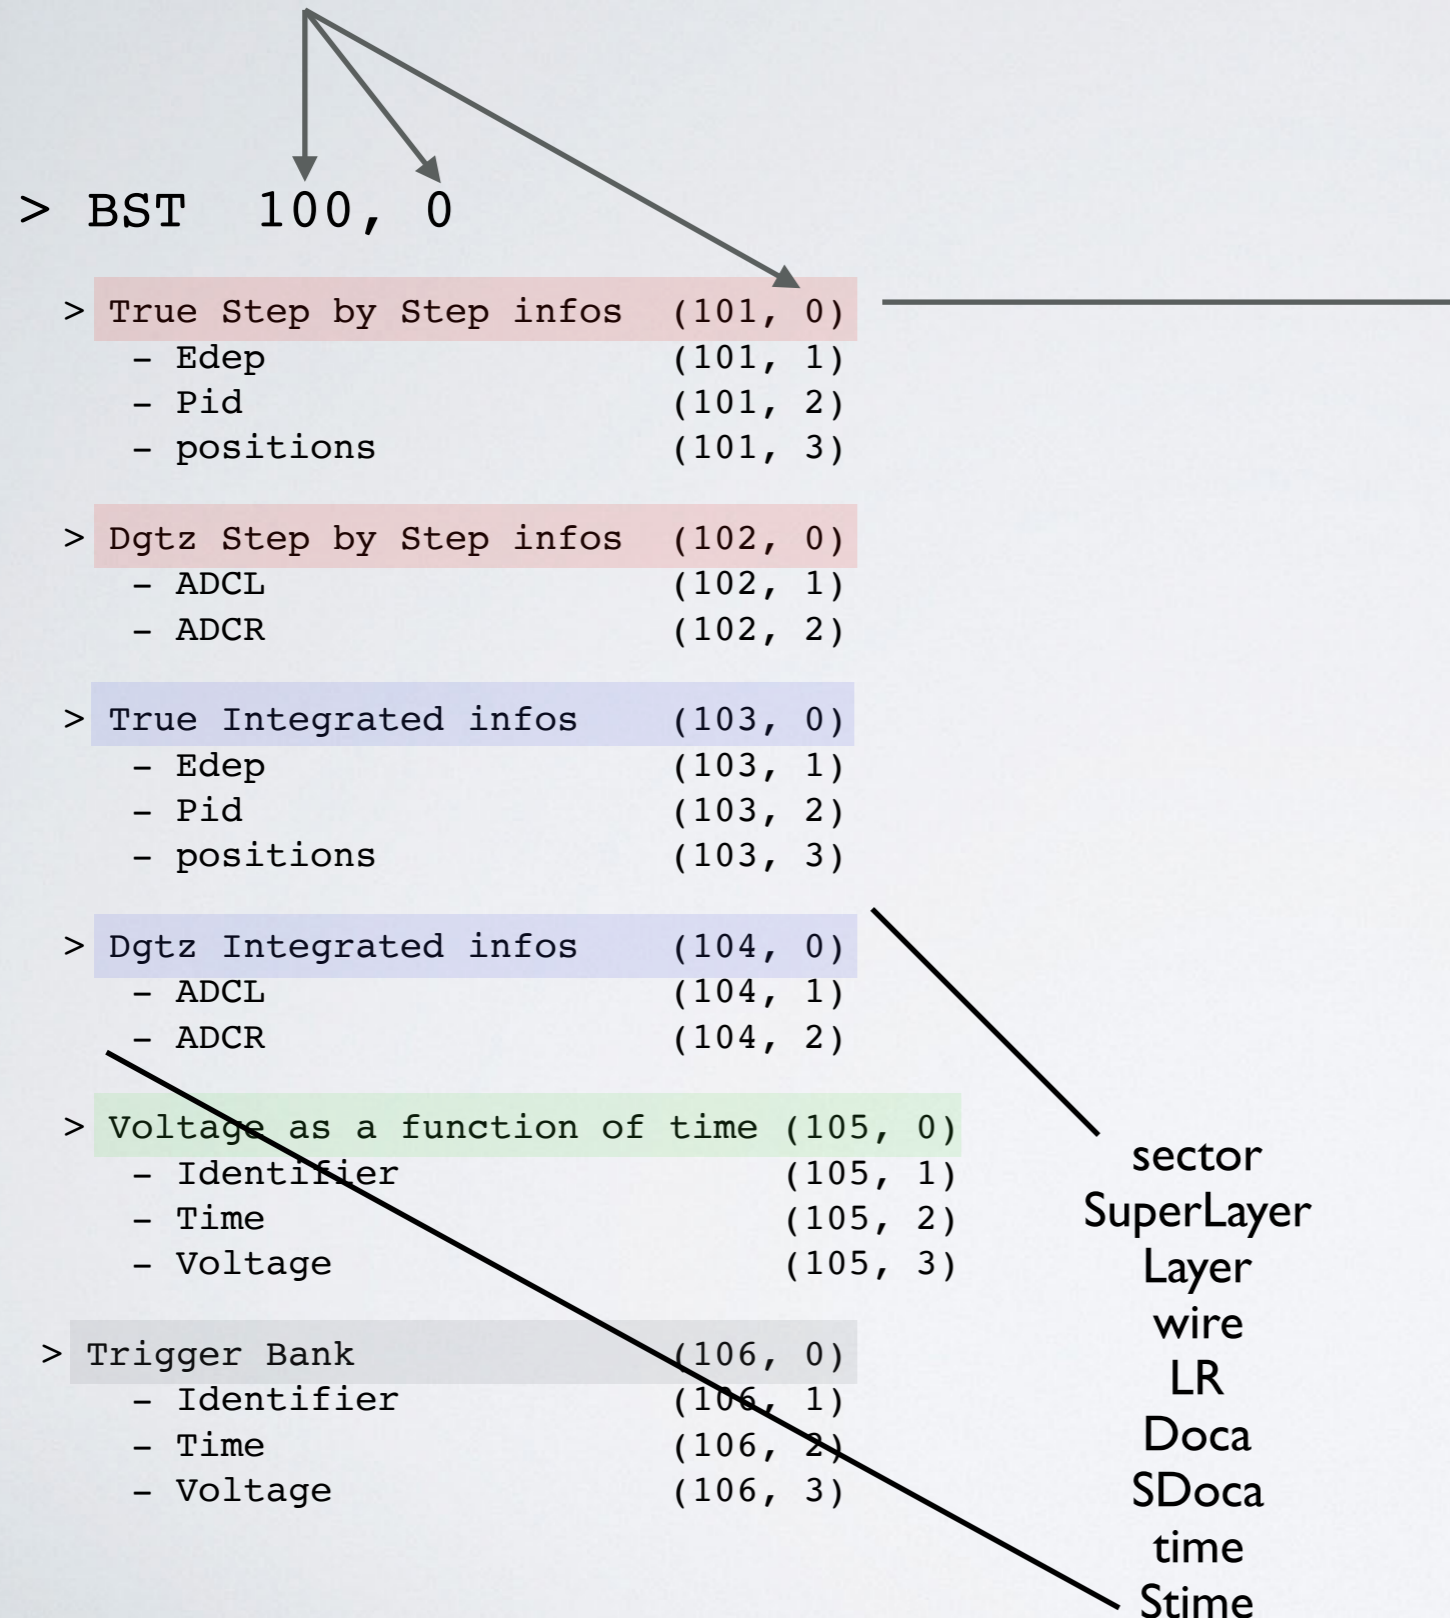 > BST 100, 0
> True Step by Step infos (101, 0)
- Edep (101, 1)
- Pid (101, 2)
- positions (101, 3)
> Dgtz Step by Step infos (102, 0)
- ADCL (102, 1)
- ADCR (102, 2)
> True Integrated infos (103, 0)
- Edep (103, 1)
- Pid (103, 2)
- positions (103, 3)
> Dgtz Integrated infos (104, 0)
- ADCL (104, 1)
- ADCR (104, 2)
> Voltage as a function of time (105, 0)
- Identifier (105, 1)
- Time (105, 2)
- Voltage (105, 3)
> Trigger Bank (106, 0)
- Identifier (106, 1)
- Time (106, 2)
- Voltage (106, 3)
sector
SuperLayer
Layer
wire
LR
Doca
SDoca
time
Stime